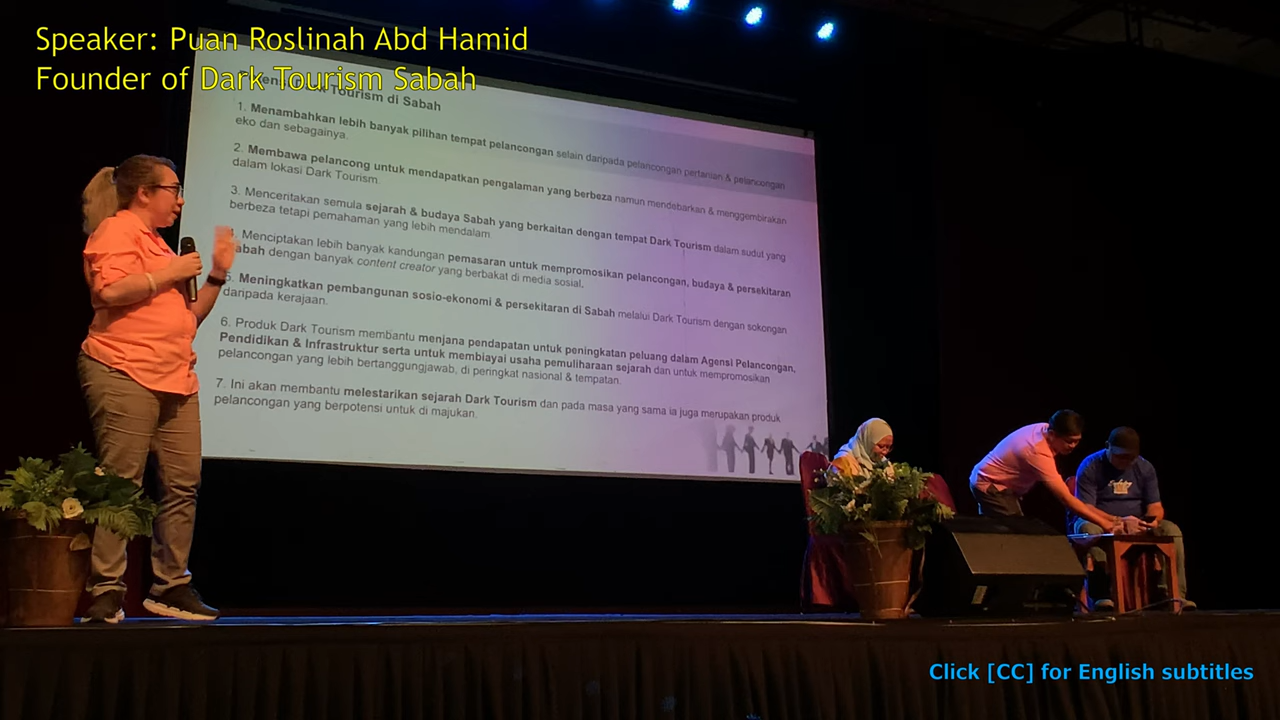 Speaker: Puan Roslinah Abd Hamid
Founder of Dark Tourism Sabah
Tourism di Sabah
1. Menambahkan lebih banyak pilihan tempat pelancongan selain daripada pelancongan pertanian & pelancongan
eko dan sebagainya.
2. Membawa pelancong untuk mendapatkan pengalaman yang berbeza namun mendebarkan & menggembirakan
dalam lokasi Dark Tourism.
3. Menceritakan semula sejarah & budaya Sabah yang berkaitan dengan tempat Dark Tourism dalam sudut yang
berbeza tetapi pemahaman yang lebih mendalam.
4. Menciptakan lebih banyak kandungan pemasaran untuk mempromosikan pelancongan, budaya & persekitaran
Sabah dengan banyak content creator yang berbakat di media sosial.
5. Meningkatkan pembangunan sosio-ekonomi & persekitaran di Sabah melalui Dark Tourism dengan sokongan
daripada kerajaan.
6. Produk Dark Tourism membantu menjana pendapatan untuk peningkatan peluang dalam Agensi Pelancongan,
Pendidikan & Infrastruktur serta untuk membiayai usaha pemuliharaan sejarah dan untuk mempromosikan
pelancongan yang lebih bertanggungjawab, di peringkat nasional & tempatan.
7. Ini akan membantu melestarikan sejarah Dark Tourism dan pada masa yang sama ia juga merupakan produk
pelancongan yang berpotensi untuk di majukan.
Click [CC] for English subtitles